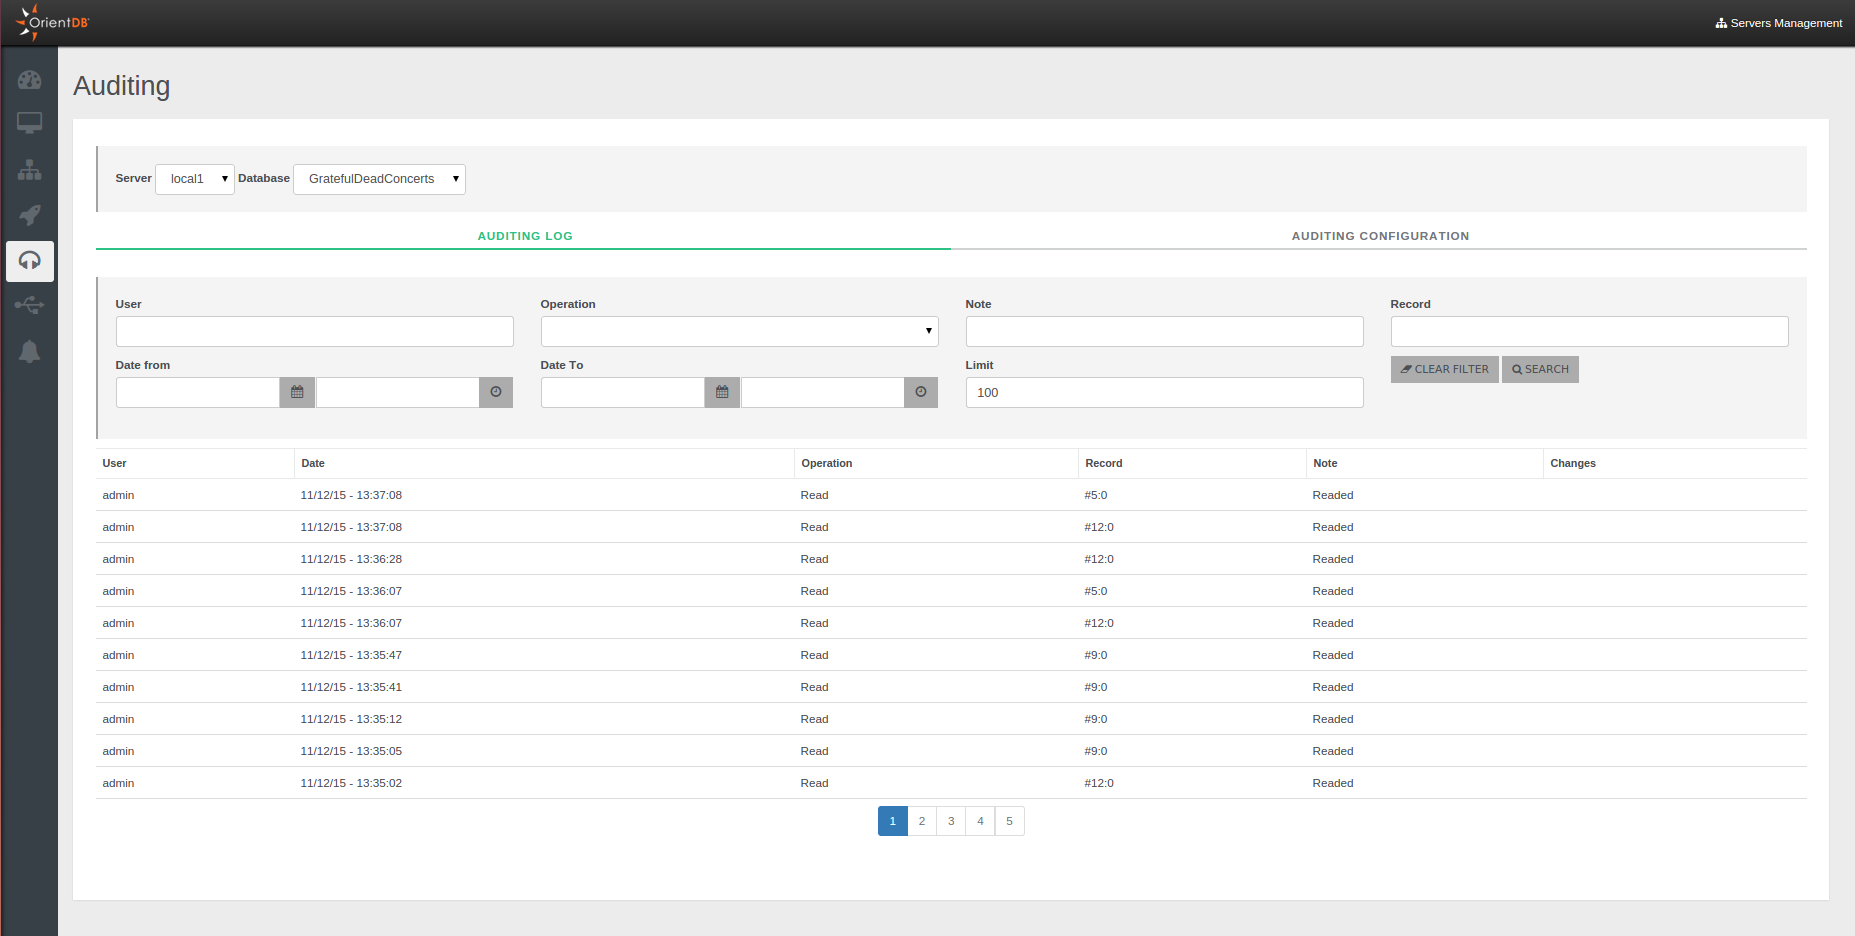 OrientDB
Servers Management
Auditing
Server local1 Database GratefulDeadConcerts
AUDITING LOG AUDITING CONFIGURATION
User Operation Note Record
Date from Date To Limit CLEAR FILTER SEARCH
100
User Date Operation Record Note Changes
admin 11/12/15 - 13:37:08 Read #5:0 Readed
admin 11/12/15 - 13:37:08 Read #12:0 Readed
admin 11/12/15 - 13:36:28 Read #12:0 Readed
admin 11/12/15 - 13:36:07 Read #5:0 Readed
admin 11/12/15 - 13:36:07 Read #12:0 Readed
admin 11/12/15 - 13:35:47 Read #9:0 Readed
admin 11/12/15 - 13:35:41 Read #9:0 Readed
admin 11/12/15 - 13:35:12 Read #9:0 Readed
admin 11/12/15 - 13:35:05 Read #9:0 Readed
admin 11/12/15 - 13:35:02 Read #12:0 Readed
1 2 3 4 5